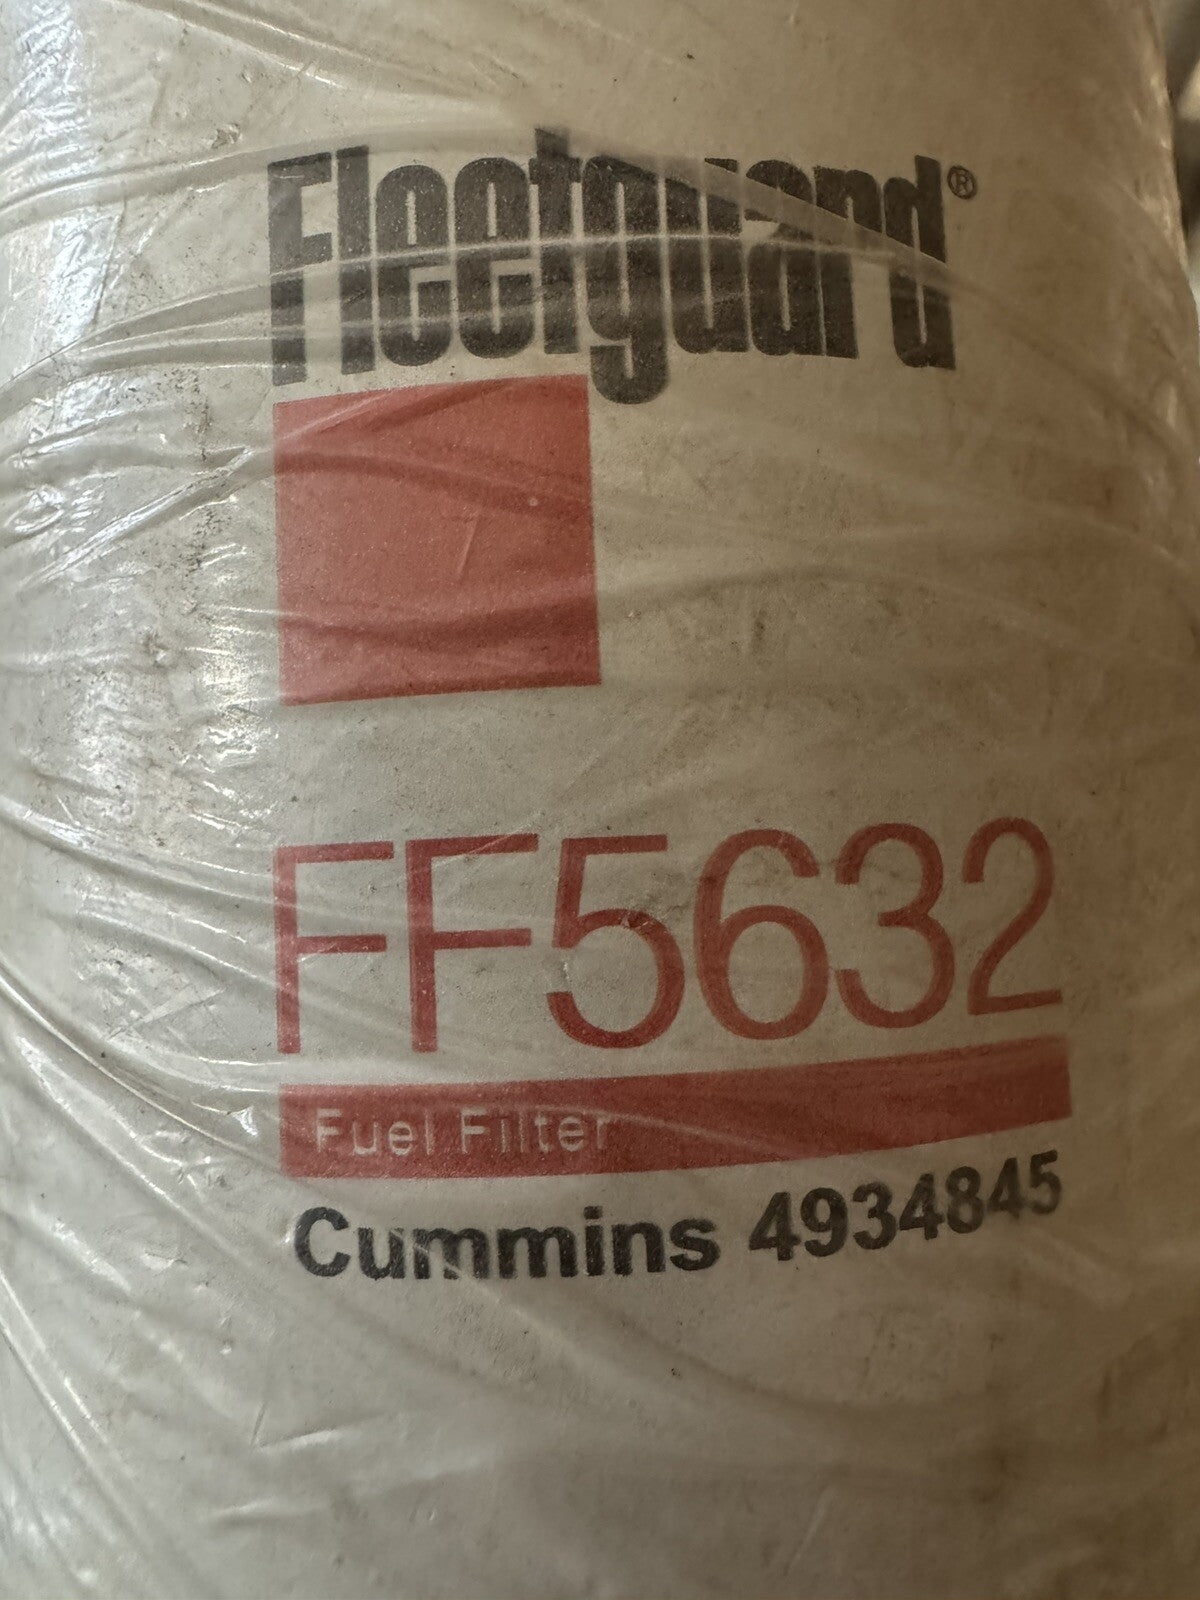 Fleetguard®
FF5632
Fuel Filter
Cummins 4934845